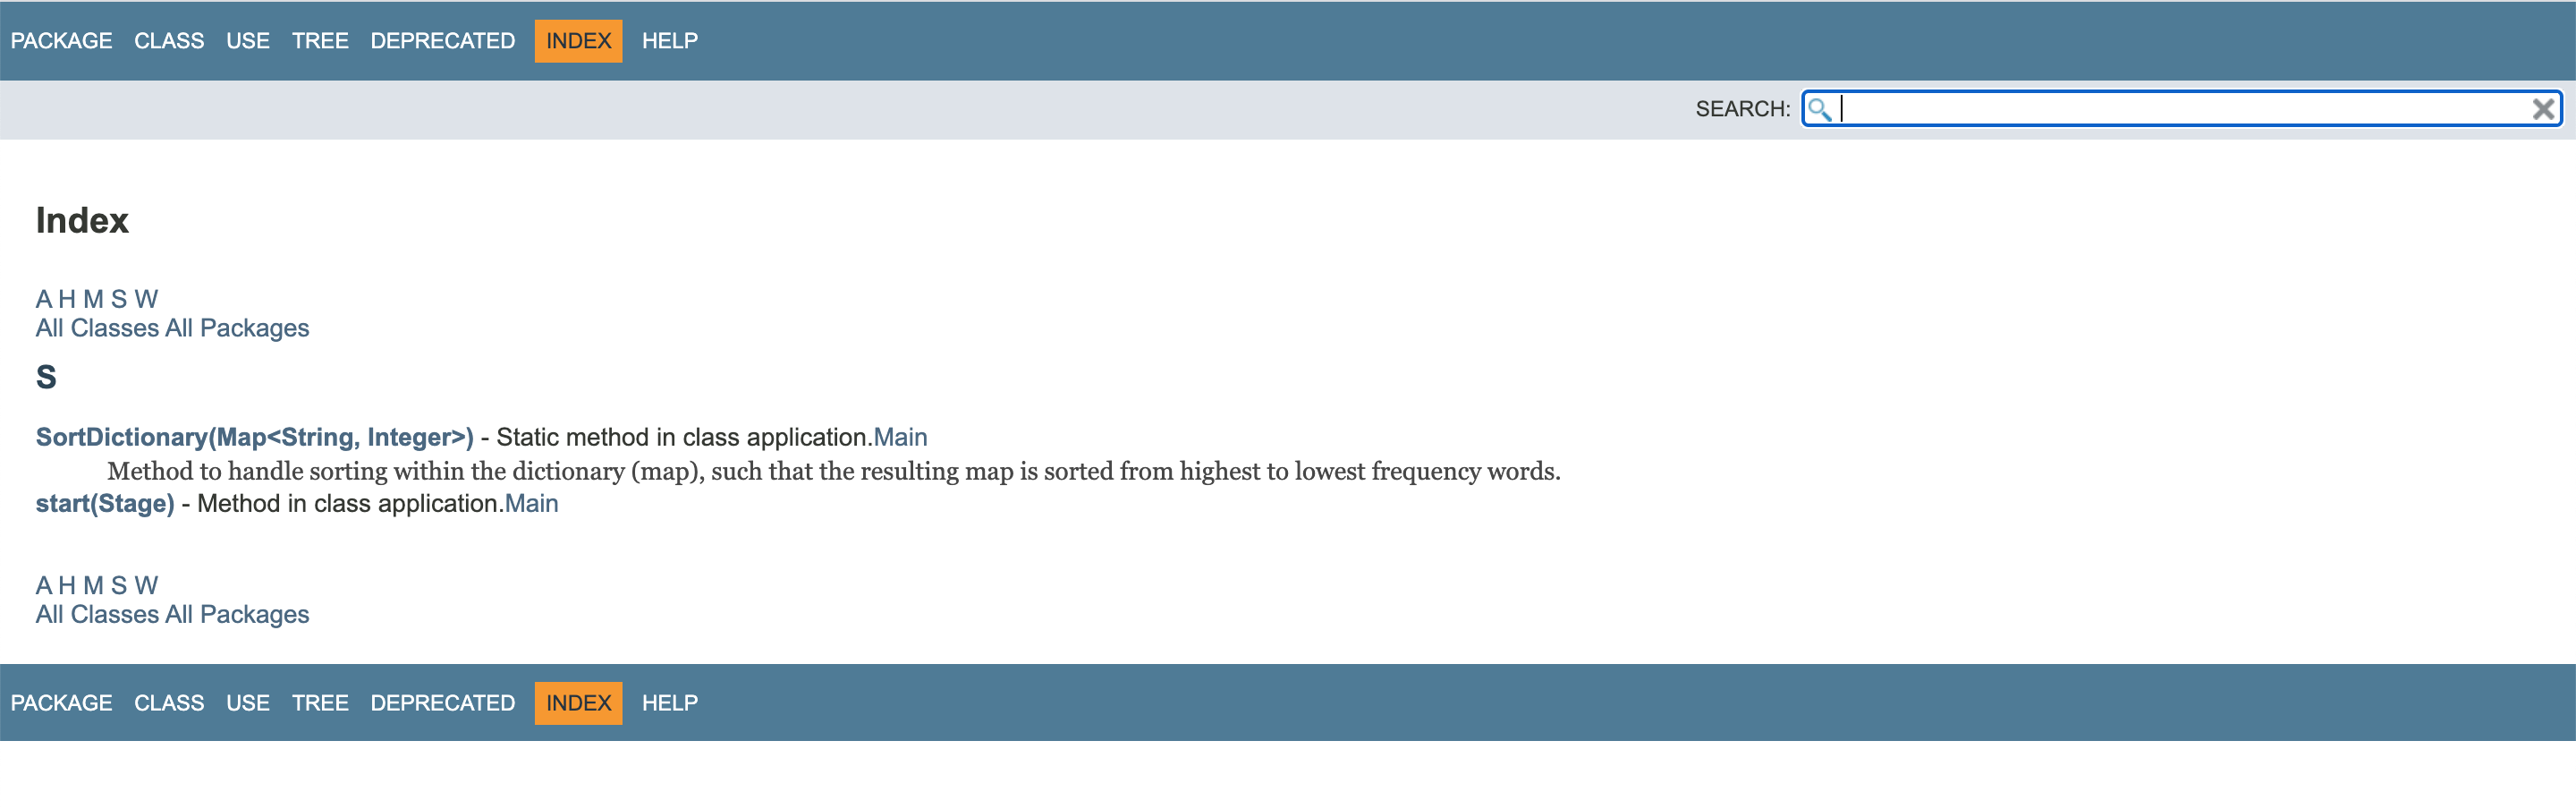 PACKAGE CLASS USE TREE DEPRECATED INDEX HELP
SEARCH:
Index
A H M S W
All Classes All Packages
S
SortDictionary(Map<String, Integer>) - Static method in class application.Main
Method to handle sorting within the dictionary (map), such that the resulting map is sorted from highest to lowest frequency words.
start(Stage) - Method in class application.Main
A H M S W
All Classes All Packages
PACKAGE CLASS USE TREE DEPRECATED INDEX HELP